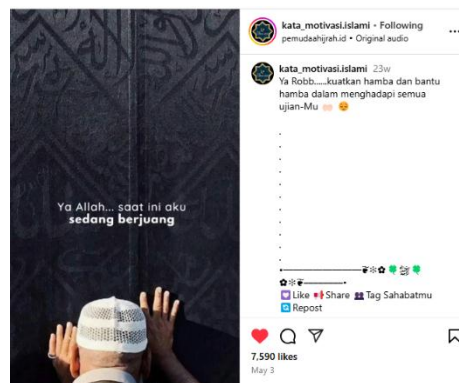 Ya Allah... saat ini aku
sedang berjuang
kata_motivasi.islami • Following
pemudaahijrah.id • Original audio
kata_motivasi.islami 23w
Ya Robb.....kuatkan hamba dan bantu
hamba dalam menghadapi semua
ujian-Mu 🤲🏻 😔
.
.
.
.
.
.
.
.
.
Like Share Tag Sahabatmu
Repost
7,590 likes
May 3